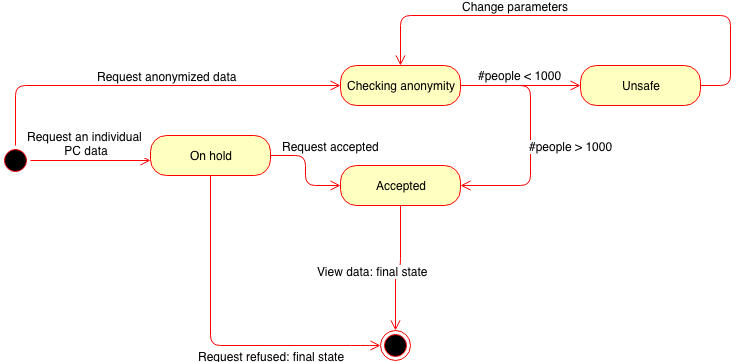 Change parameters
Request anonymized data
Checking anonymity
#people < 1000
Unsafe
Request an individual
PC data
On hold
Request accepted
#people > 1000
Accepted
View data: final state
Request refused: final state